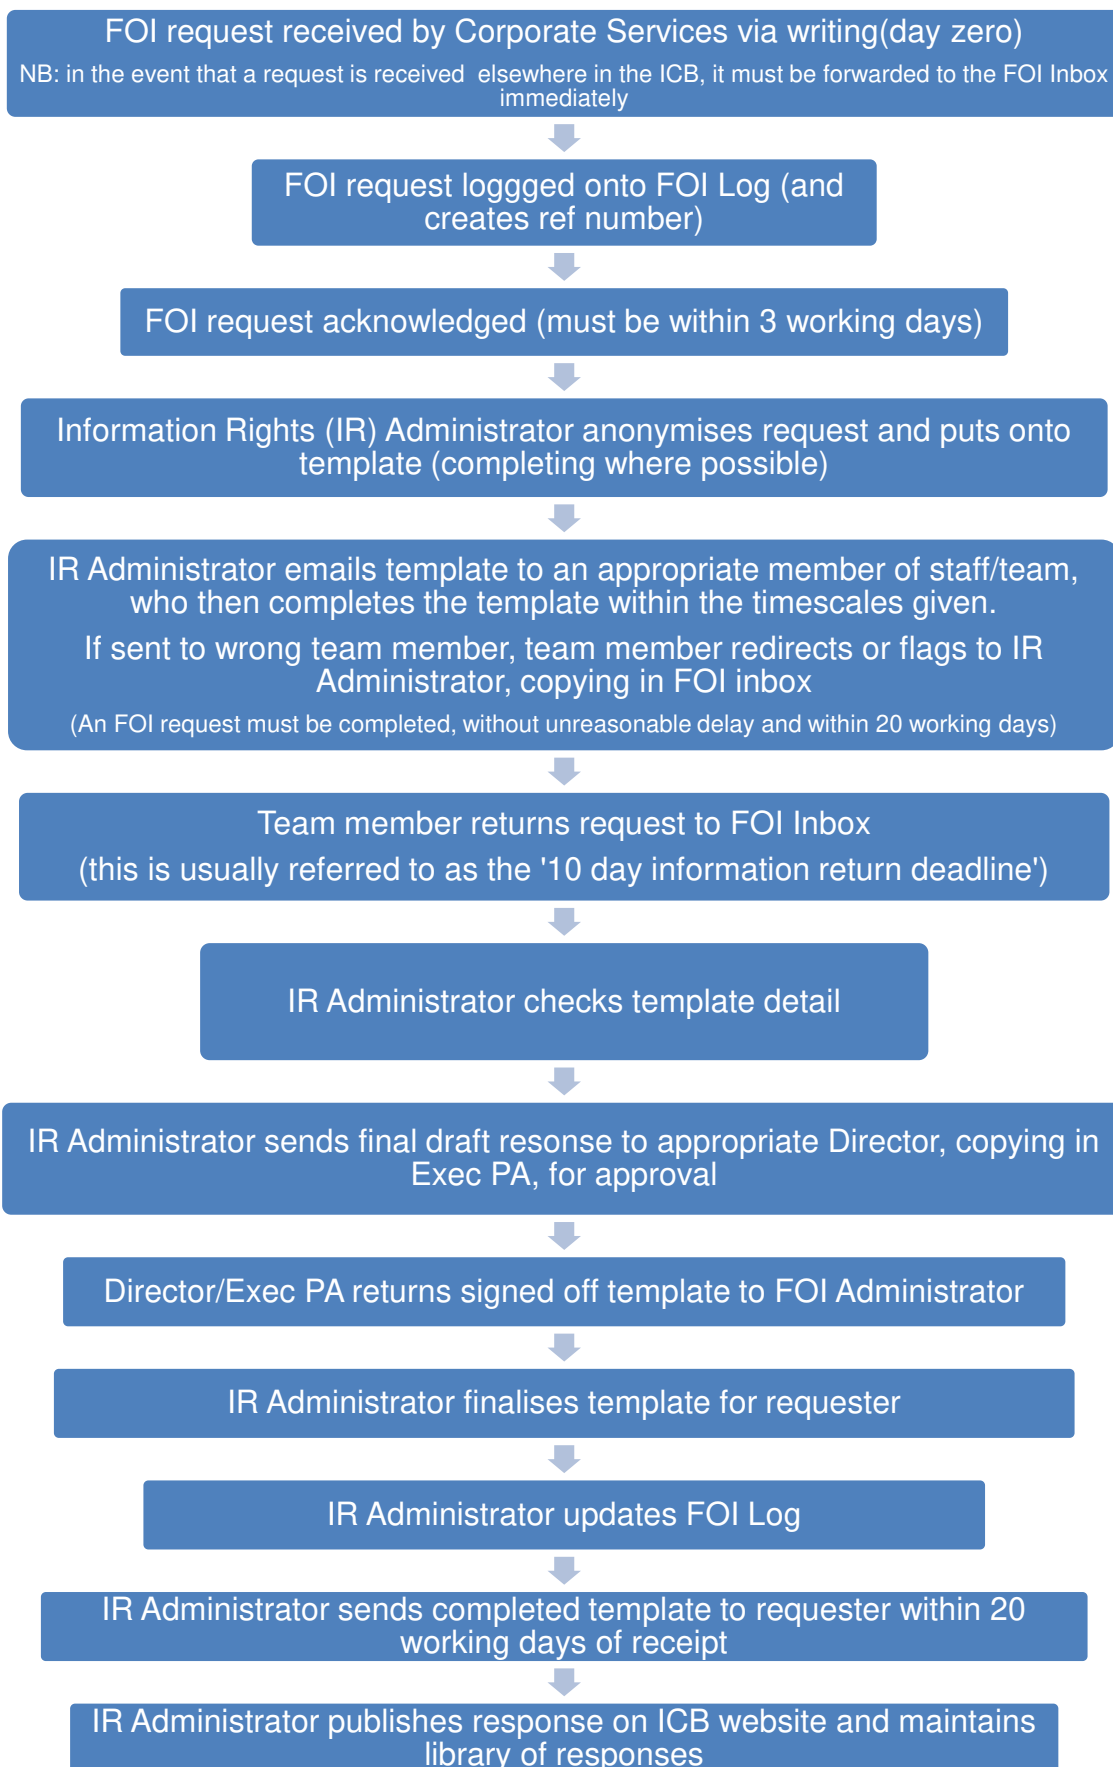 FOI request received by Corporate Services via writing(day zero)
NB: in the event that a request is received elsewhere in the ICB, it must be forwarded to the FOI Inbox
immediately
FOI request loggged onto FOI Log (and
creates ref number)
FOI request acknowledged (must be within 3 working days)
Information Rights (IR) Administrator anonymises request and puts onto
template (completing where possible)
IR Administrator emails template to an appropriate member of staff/team,
who then completes the template within the timescales given.
If sent to wrong team member, team member redirects or flags to IR
Administrator, copying in FOI inbox
(An FOI request must be completed, without unreasonable delay and within 20 working days)
Team member returns request to FOI Inbox
(this is usually referred to as the '10 day information return deadline')
IR Administrator checks template detail
IR Administrator sends final draft resonse to appropriate Director, copying in
Exec PA, for approval
Director/Exec PA returns signed off template to FOI Administrator
IR Administrator finalises template for requester
IR Administrator updates FOI Log
IR Administrator sends completed template to requester within 20
working days of receipt
IR Administrator publishes response on ICB website and maintains
library of responses